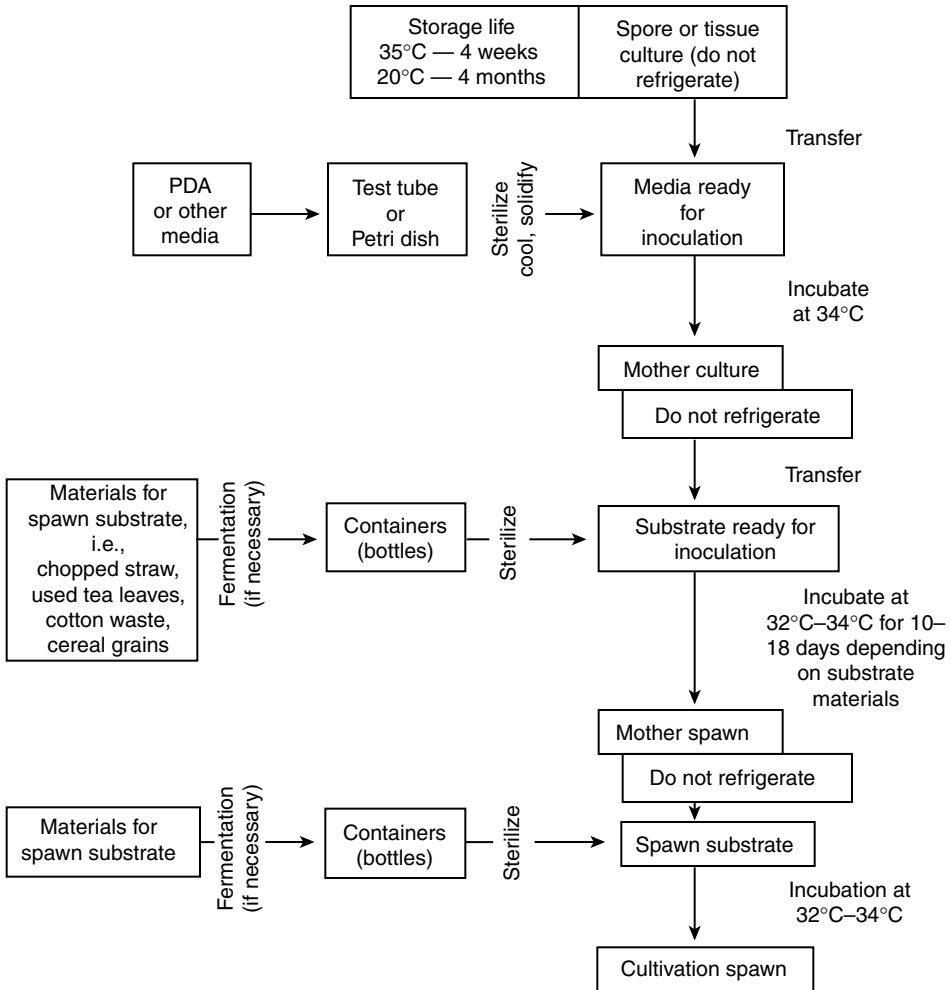 Storage life
35°C — 4 weeks
20°C — 4 months
Spore or tissue
culture (do not
refrigerate)
Transfer
PDA
or other
media
Test tube
or
Petri dish
Sterilize
cool, solidify
Media ready
for
inoculation
Incubate
at 34°C
Mother culture
Do not refrigerate
Transfer
Materials for
spawn substrate,
i.e.,
chopped straw,
used tea leaves,
cotton waste,
cereal grains
Fermentation
(if necessary)
Containers
(bottles)
Sterilize
Substrate ready for
inoculation
Incubate at
32°C–34°C for 10–
18 days depending
on substrate
materials
Mother spawn
Do not refrigerate
Materials for
spawn substrate
Fermentation
(if necessary)
Containers
(bottles)
Sterilize
Spawn substrate
Incubation at
32°C–34°C
Cultivation spawn